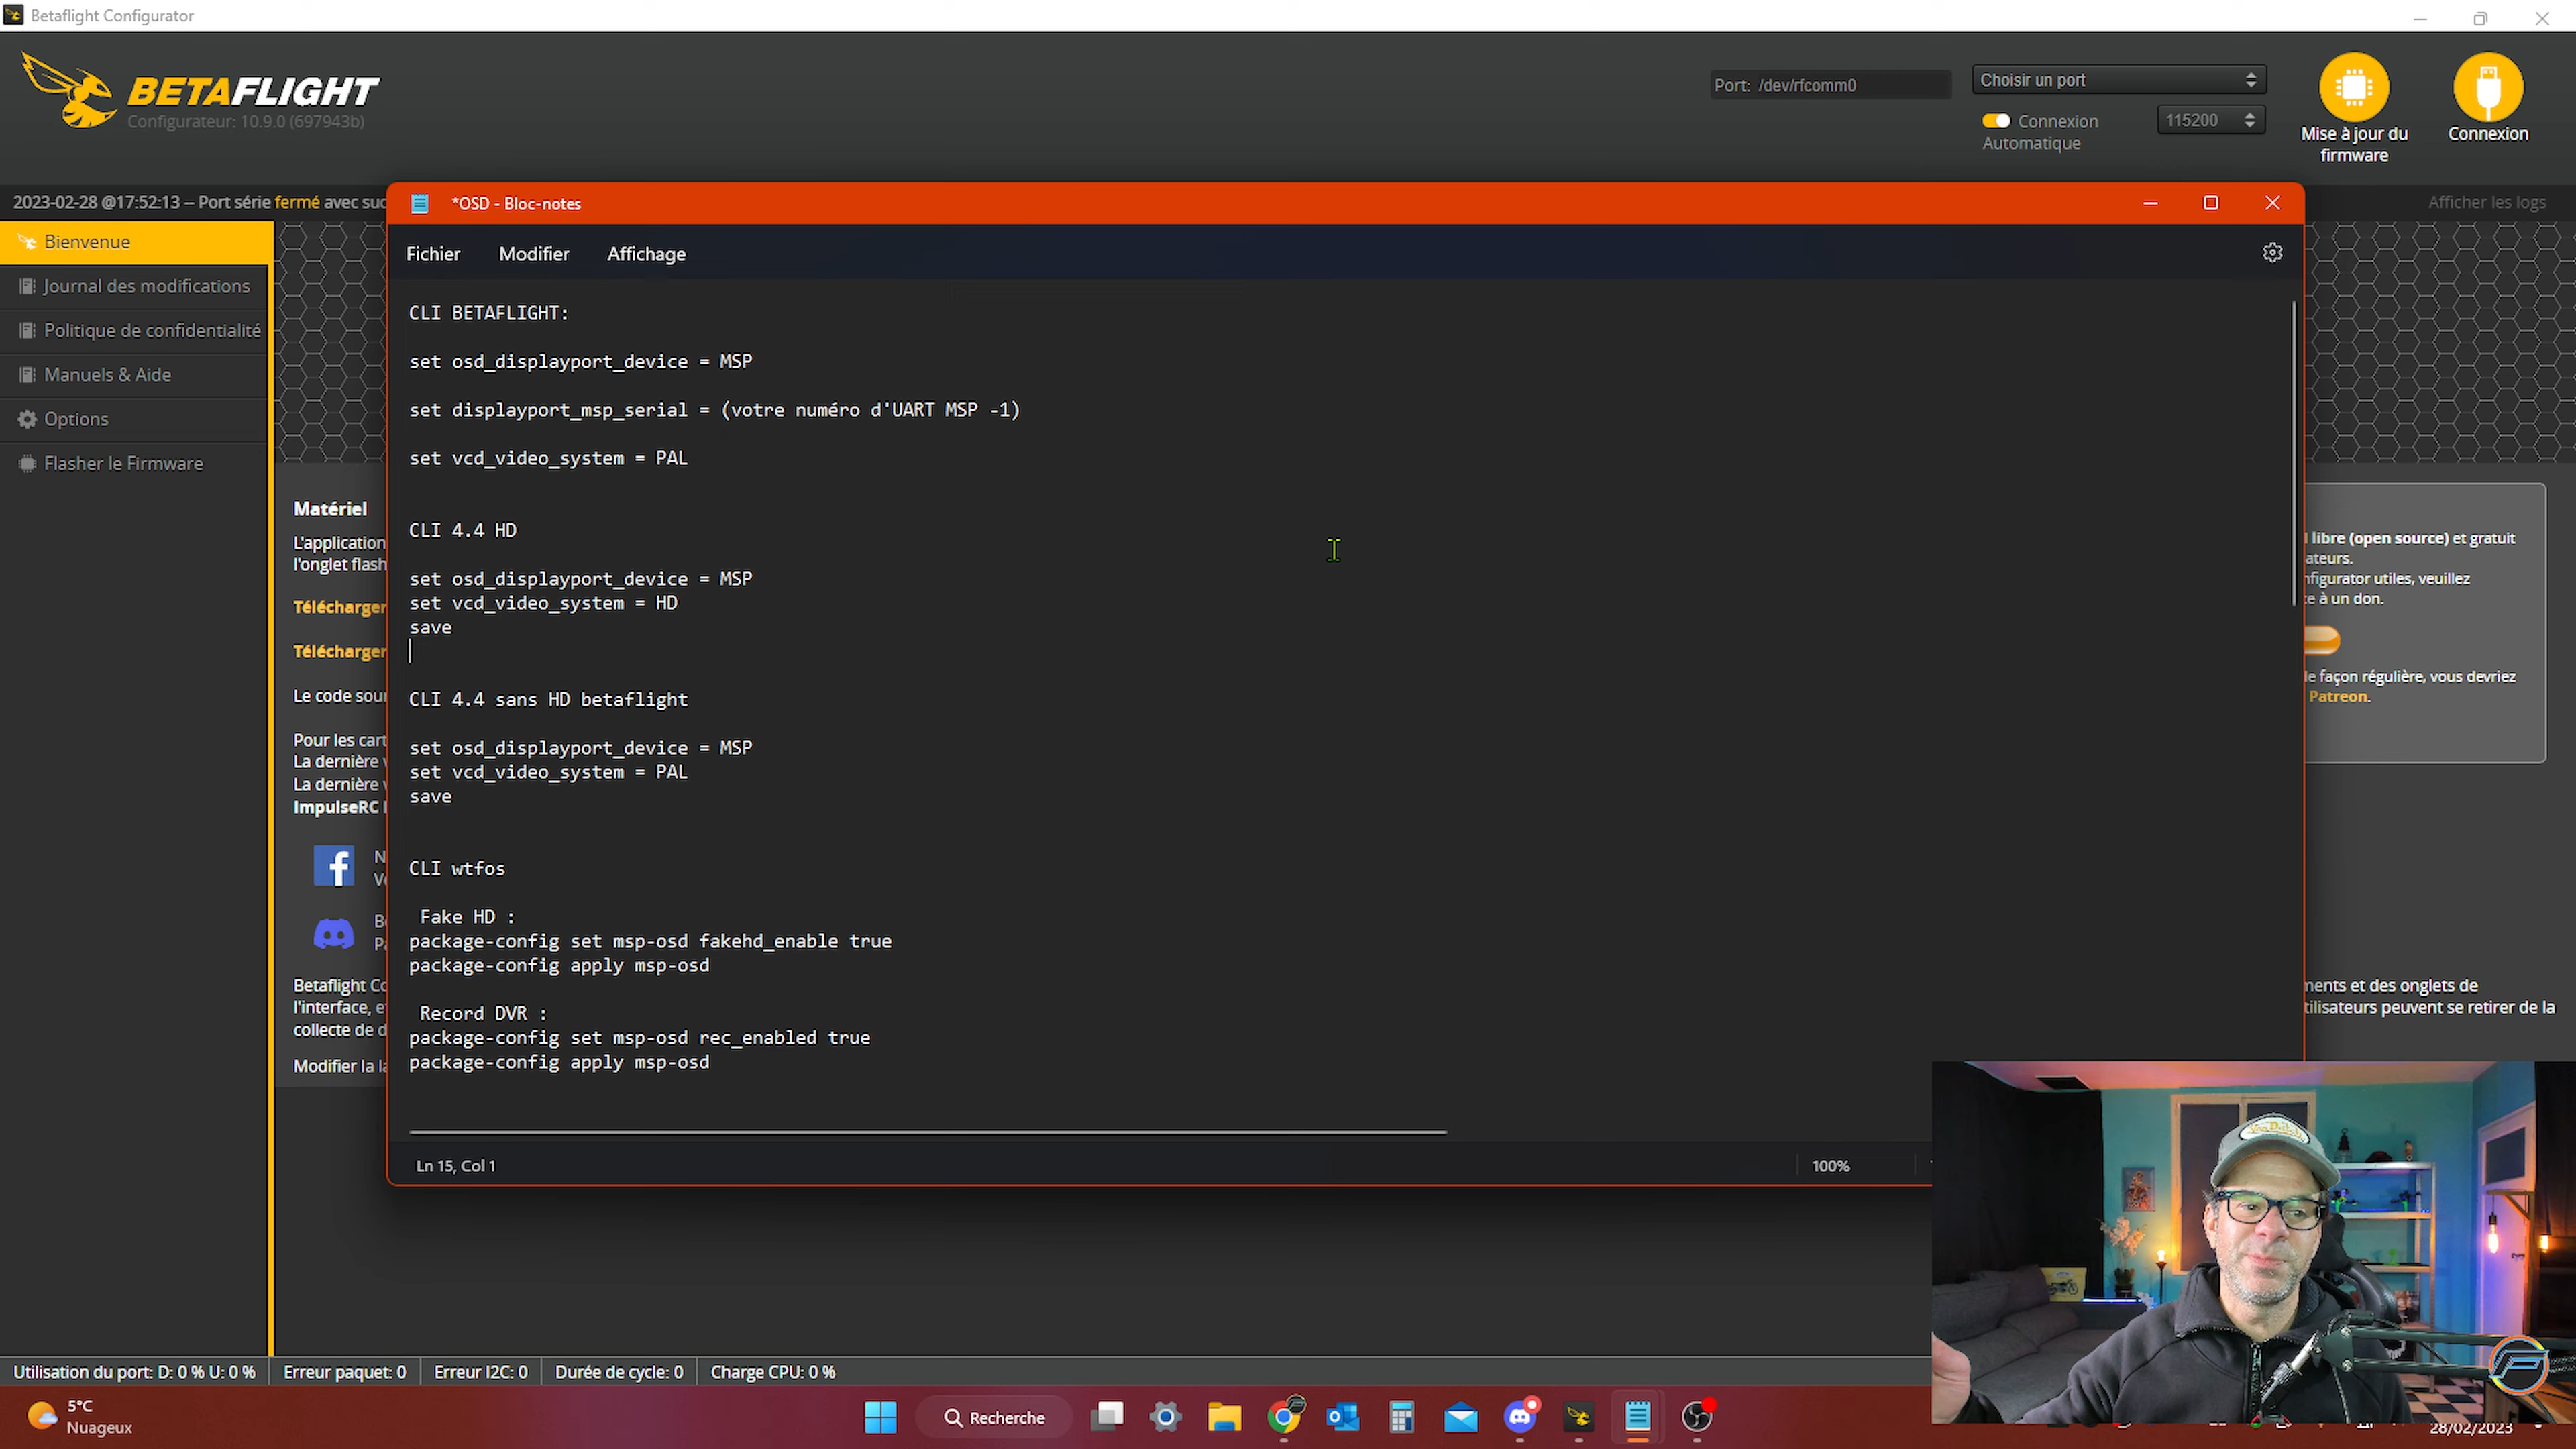 Betaflight Configurator
BETAFLIGHT
Configurateur: 10.9.0 (697943b)
Port: /dev/rfcomm0
Choisir un port
Connexion
Automatique
115200
Mise à jour du
firmware
Connexion
2023-02-28 @17:52:13 -- Port série fermé avec suc
Afficher les logs
*OSD - Bloc-notes
Fichier
Modifier
Affichage
Bienvenue
Journal des modifications
Politique de confidentialité
Manuels & Aide
Options
Flasher le Firmware
CLI BETAFLIGHT:
set osd_displayport_device = MSP
set displayport_msp_serial = (votre numéro d'UART MSP -1)
set vcd_video_system = PAL
CLI 4.4 HD
set osd_displayport_device = MSP
set vcd_video_system = HD
save
CLI 4.4 sans HD betaflight
set osd_displayport_device = MSP
set vcd_video_system = PAL
save
CLI wtfos
Fake HD :
package-config set msp-osd fakehd_enable true
package-config apply msp-osd
Record DVR :
package-config set msp-osd rec_enabled true
package-config apply msp-osd
Ln 15, Col 1
100%
Matériel
L'application
l'onglet flash
Télécharger
Télécharger
Le code sour
Pour les cart
La dernière v
La dernière v
ImpulseRC
N
Ve
Be
Pa
Betaflight Co
l'interface, e
collecte de d
Modifier la la
libre (open source) et gratuit
ateurs.
nfigurator utiles, veuillez
te à un don.
le façon régulière, vous devriez
Patreon.
ments et des onglets de
tilisateurs peuvent se retirer de la
Utilisation du port: D: 0 % U: 0 %
Erreur paquet: 0
Erreur I2C: 0
Durée de cycle: 0
Charge CPU: 0 %
5°C
Nuageux
Recherche
28/02/2023